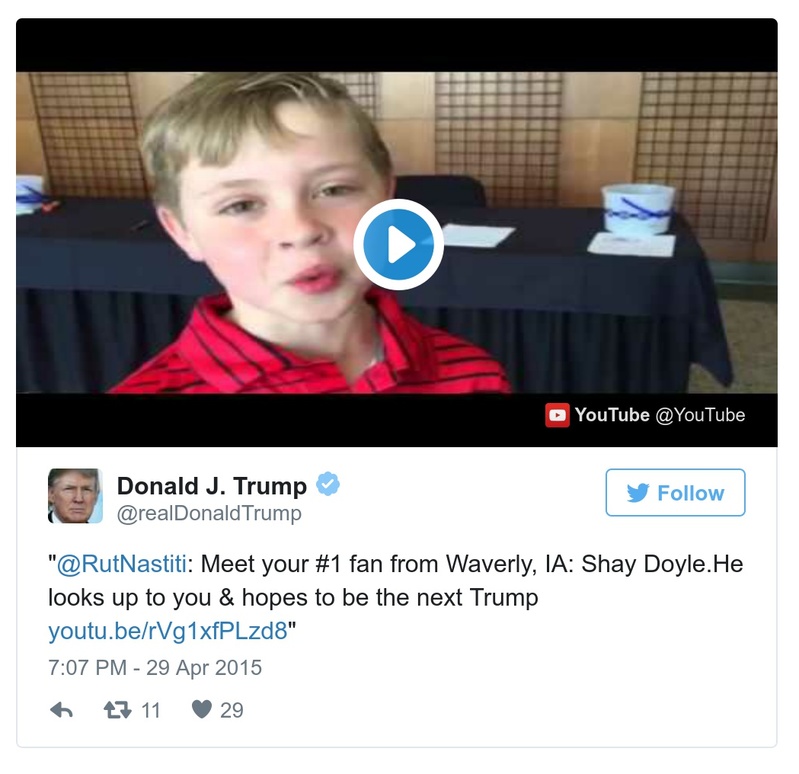 YouTube @YouTube
Donald J. Trump
@realDonaldTrump
Follow
"@RutNastiti: Meet your #1 fan from Waverly, IA: Shay Doyle.He
looks up to you & hopes to be the next Trump
youtu.be/rVg1xfPLzd8"
7:07 PM - 29 Apr 2015
11 29